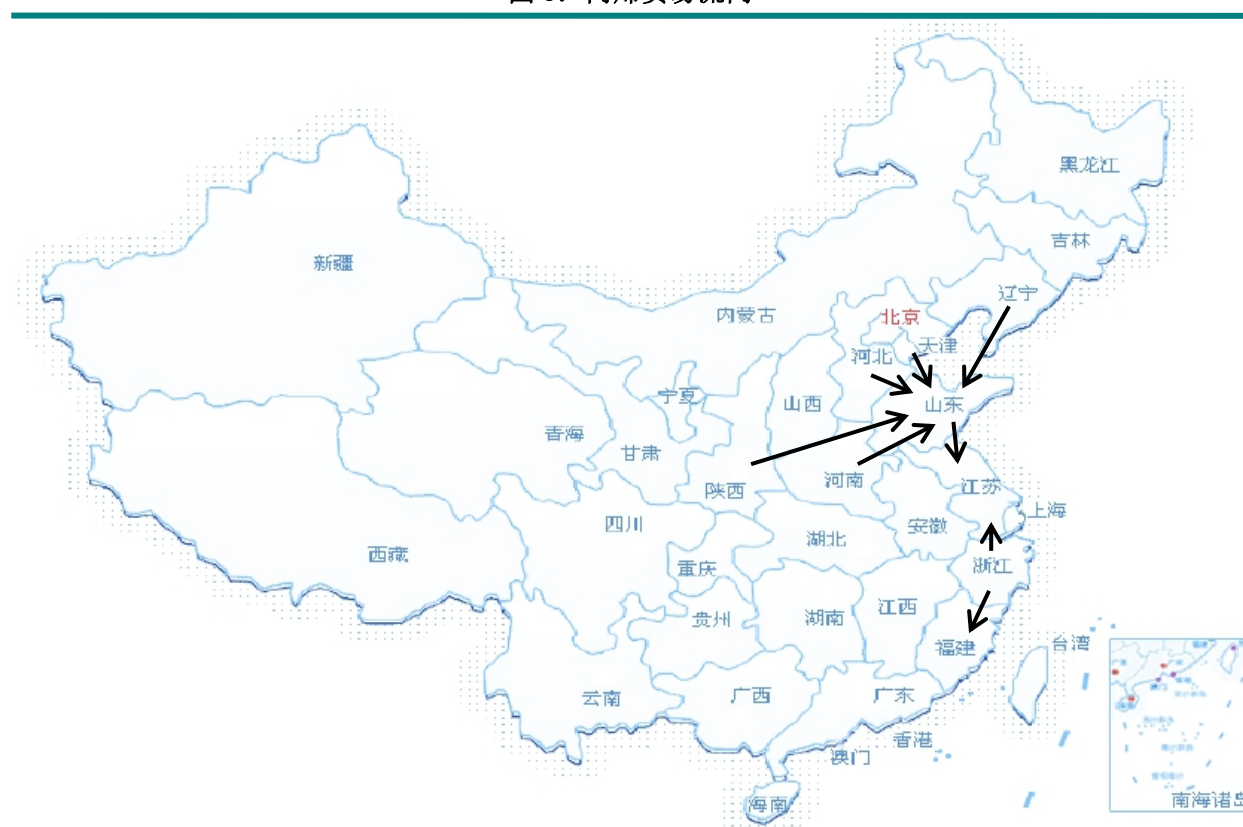 黑龙江
吉林
新疆
辽宁
内蒙古
北京
天津
河北
宁夏
山西
山东
青海
甘肃
陕西
河南
江苏
上海
四川
安徽
湖北
西藏
重庆
浙江
江西
贵州
湖南
福建
台湾
云南
广西
广东
香港
澳门
海南
南海诸岛